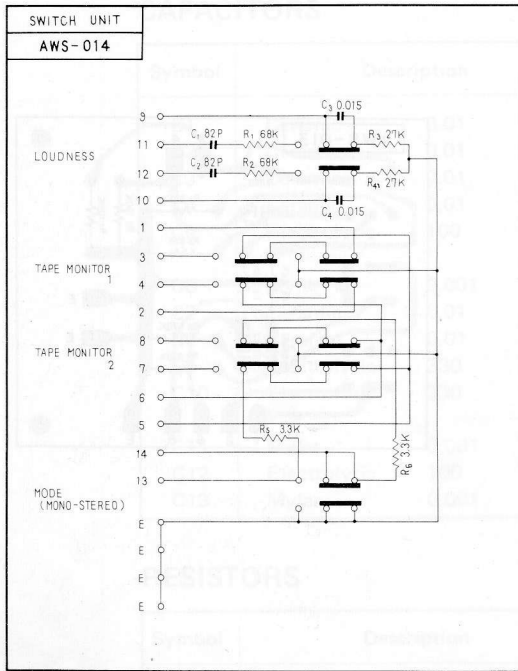 SWITCH UNIT
AWS-014
9
C3 0.015
11
C1 82P
R1 68K
R3 27K
LOUDNESS
C2 82P
R2 68K
12
R4 27K
10
C4 0.015
1
3
TAPE MONITOR
1
4
2
8
TAPE MONITOR
2
7
6
5
R5 3.3K
R6 3.3K
14
13
MODE
(MONO-STEREO)
E
E
E
E